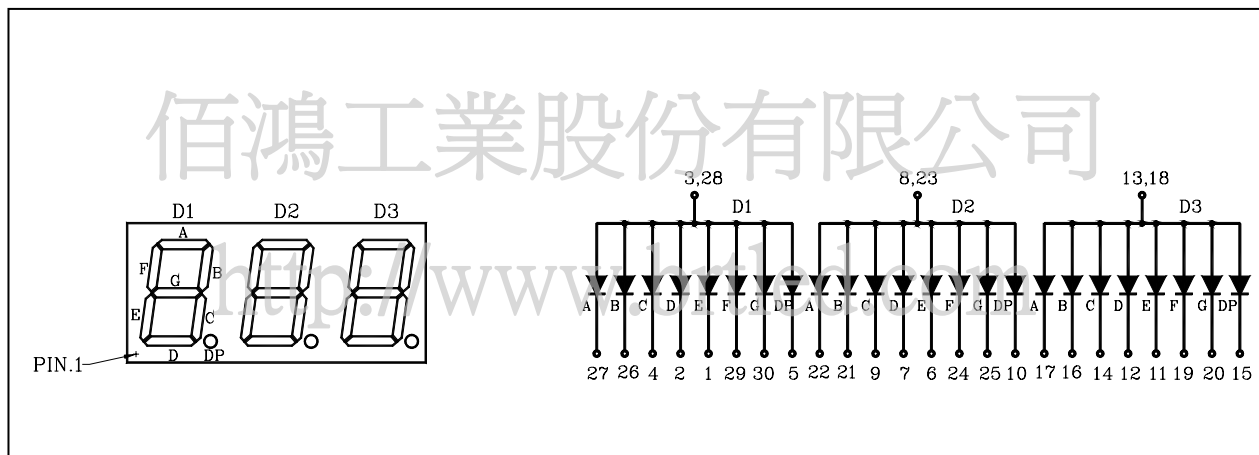 佰鴻工業股份有限公司
http://www.brtled.com
D1 D2 D3
A
F B
G
E C
D DP
PIN.1
3,28 8,23 13,18
D1 D2 D3
A B C D E F G DP A B C D E F G DP A B C D E F G DP
27 26 4 2 1 29 30 5 22 21 9 7 6 24 25 10 17 16 14 12 11 19 20 15